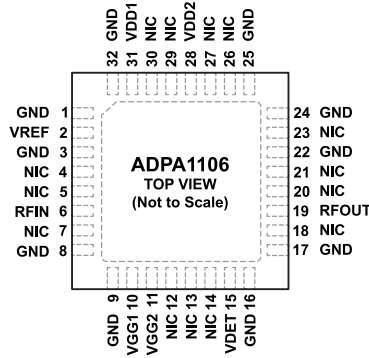 32 GND
31 VDD1
30 NIC
29 NIC
28 VDD2
27 NIC
26 NIC
25 GND
GND 1
VREF 2
GND 3
NIC 4
NIC 5
RFIN 6
NIC 7
GND 8
ADPA1106
TOP VIEW
(Not to Scale)
24 GND
23 NIC
22 GND
21 NIC
20 NIC
19 RFOUT
18 NIC
17 GND
GND 9
VGG1 10
VGG2 11
NIC 12
NIC 13
NIC 14
VDET 15
GND 16